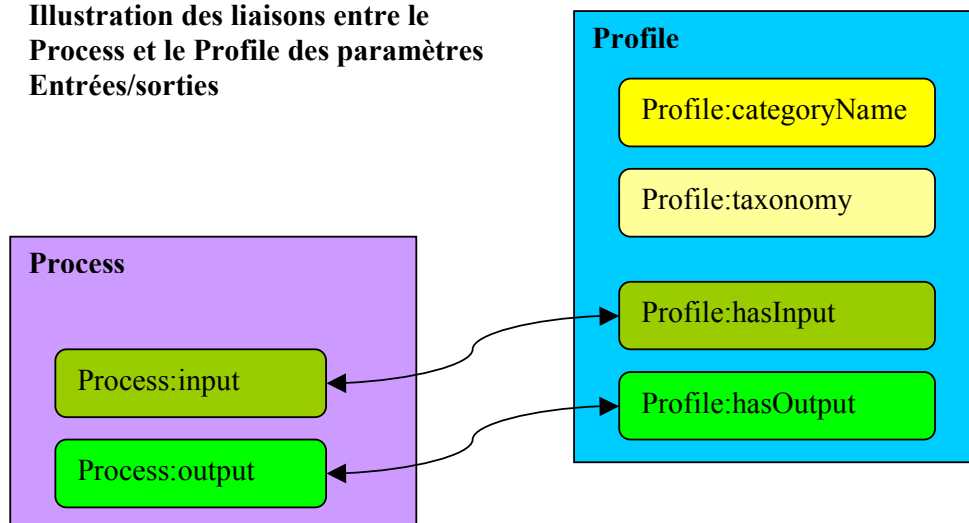 Illustration des liaisons entre le
Process et le Profile des paramètres
Entrées/sorties
Profile
Profile:categoryName
Profile:taxonomy
Profile:hasInput
Profile:hasOutput
Process
Process:input
Process:output